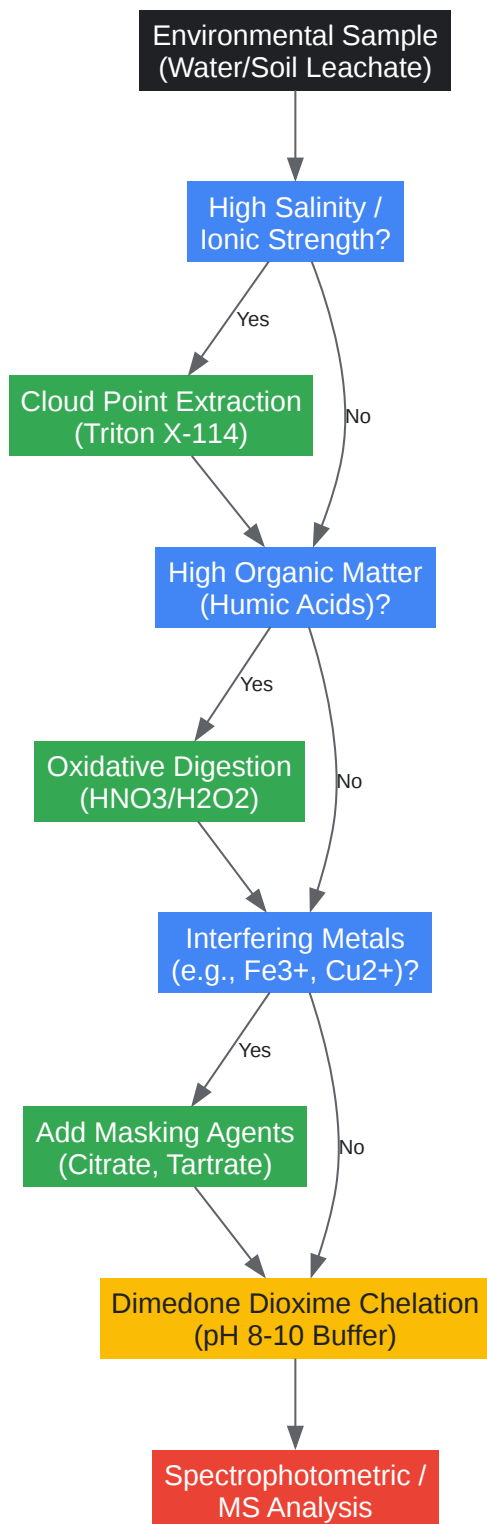 Environmental Sample
(Water/Soil Leachate)
High Salinity /
Ionic Strength?
Yes
Cloud Point Extraction
(Triton X-114)
No
High Organic Matter
(Humic Acids)?
Yes
Oxidative Digestion
(HNO3/H2O2)
No
Interfering Metals
(e.g., Fe3+, Cu2+)?
Yes
Add Masking Agents
(Citrate, Tartrate)
No
Dimedone Dioxime Chelation
(pH 8-10 Buffer)
Spectrophotometric /
MS Analysis